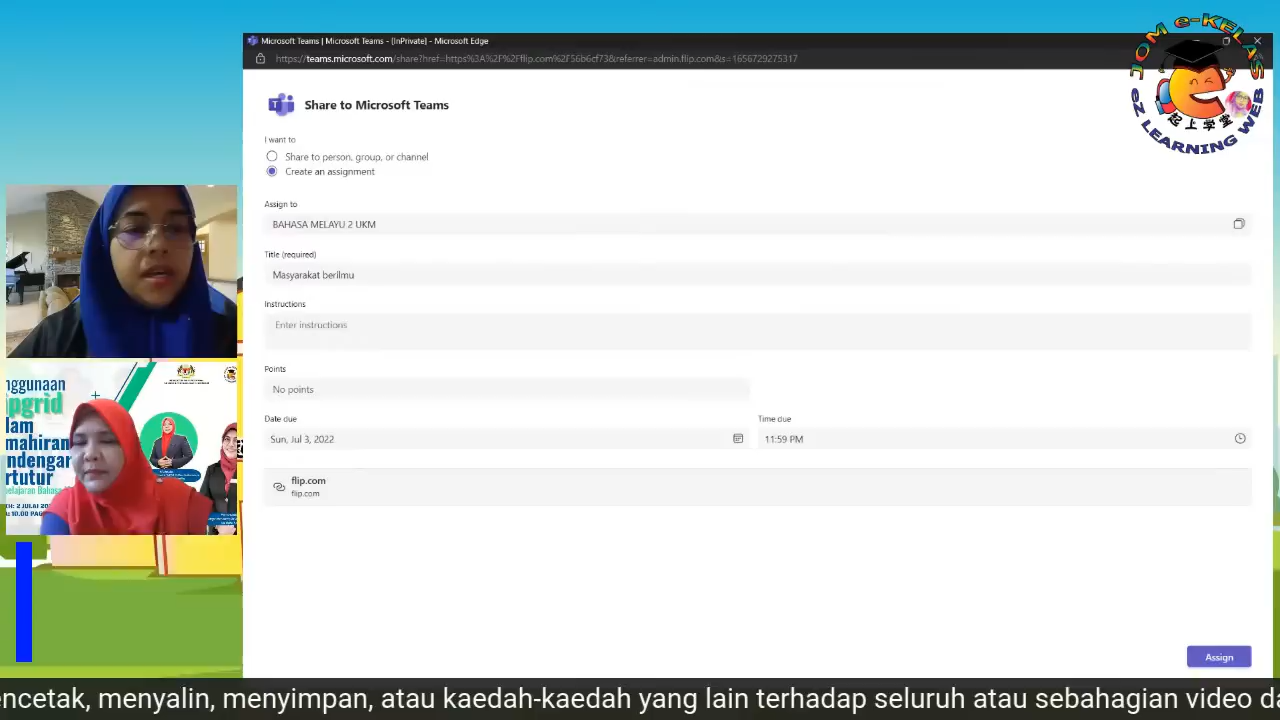 Microsoft Teams | Microsoft Teams - [InPrivate] - Microsoft Edge
https://teams.microsoft.com/share?href=https%3A%2F%2Fflip.com%2F56b6cf73&referrer=admin.flip.com&s=1656729275317
JOM e-KELAS
起上学堂
EZ LEARNING WEB
Share to Microsoft Teams
I want to
Share to person, group, or channel
Create an assignment
Assign to
BAHASA MELAYU 2 UKM
Title (required)
Masyarakat berilmu
Instructions
Enter instructions
Points
No points
Date due
Time due
Sun, Jul 3, 2022
11:59 PM
flip.com
flip.com
Assign
nggunaan
pgrid
lam
mahiran
ndengar
rtutur
encetak, menyalin, menyimpan, atau kaedah-kaedah yang lain terhadap seluruh atau sebahagian video da